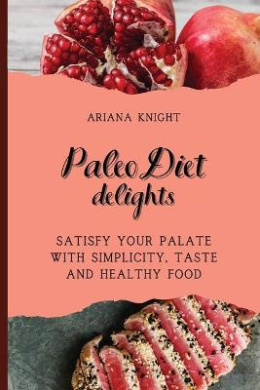 ARIANA KNIGHT
Paleo Diet
delights
SATISFY YOUR PALATE
WITH SIMPLICITY, TASTE
AND HEALTHY FOOD